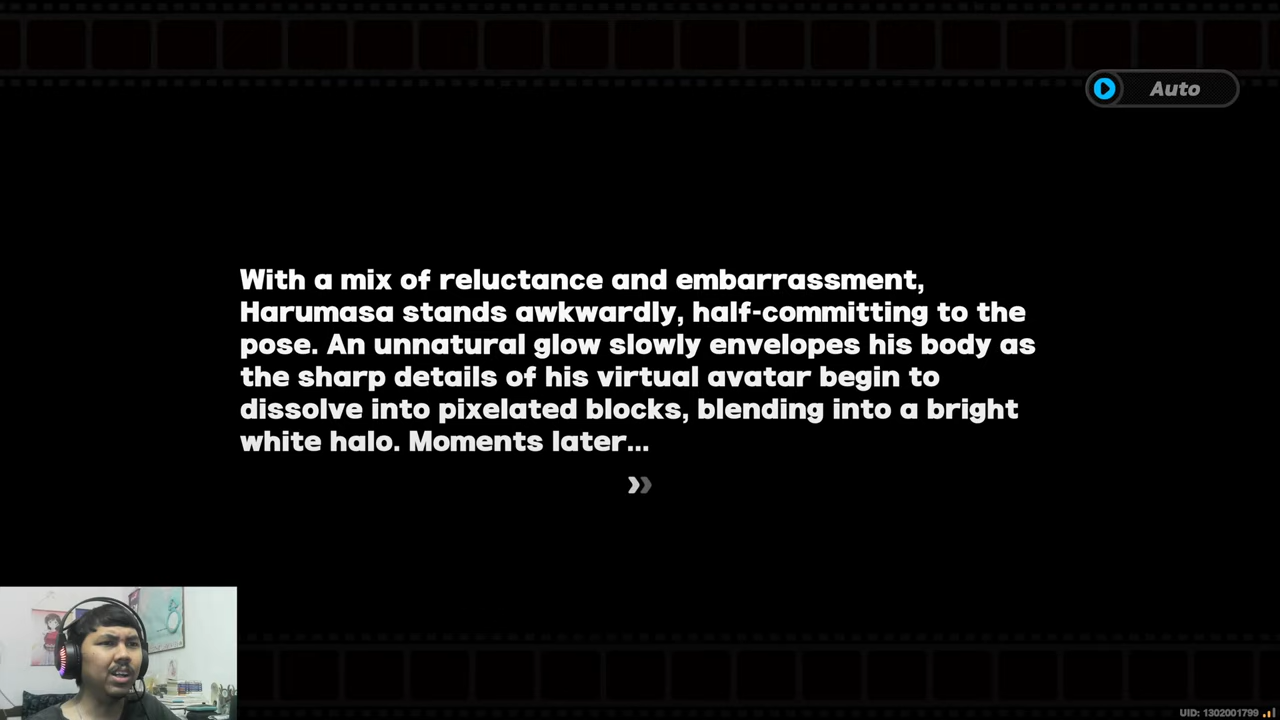 Auto
With a mix of reluctance and embarrassment,
Harumasa stands awkwardly, half-committing to the
pose. An unnatural glow slowly envelopes his body as
the sharp details of his virtual avatar begin to
dissolve into pixelated blocks, blending into a bright
white halo. Moments later...
UID: 1302001799